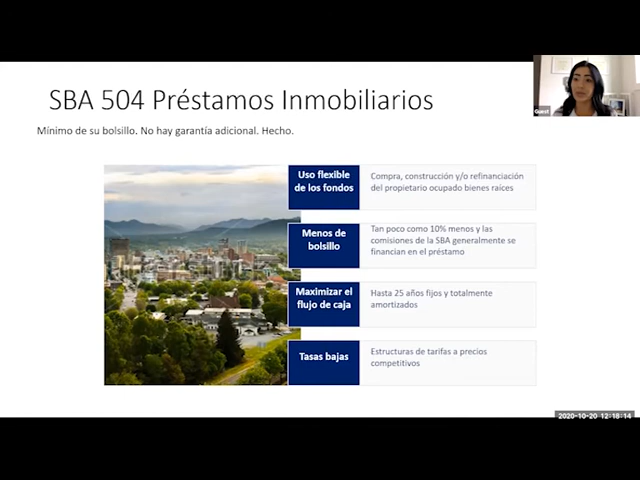 SBA 504 Préstamos Inmobiliarios
Mínimo de su bolsillo. No hay garantía adicional. Hecho.
Uso flexible
de los fondos
Compra, construcción y/o refinanciación
del propietario ocupado bienes raíces
Menos de
bolsillo
Tan poco como 10% menos y las
comisiones de la SBA generalmente se
financian en el préstamo
Maximizar el
flujo de caja
Hasta 25 años fijos y totalmente
amortizados
Tasas bajas
Estructuras de tarifas a precios
competitivos
Guest
2020-10-20 12:18:14